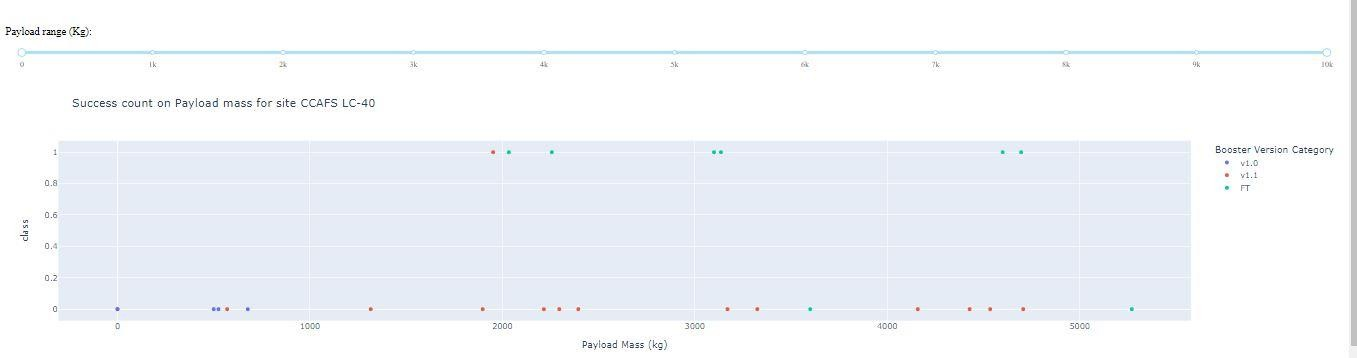 Payload range (Kg):
0 1k 2k 3k 4k 5k 6k 7k 8k 9k 10k
Success count on Payload mass for site CCAFS LC-40
Booster Version Category
v1.0
v1.1
FT
class
1
0.8
0.6
0.4
0.2
0
0 1000 2000 3000 4000 5000
Payload Mass (kg)